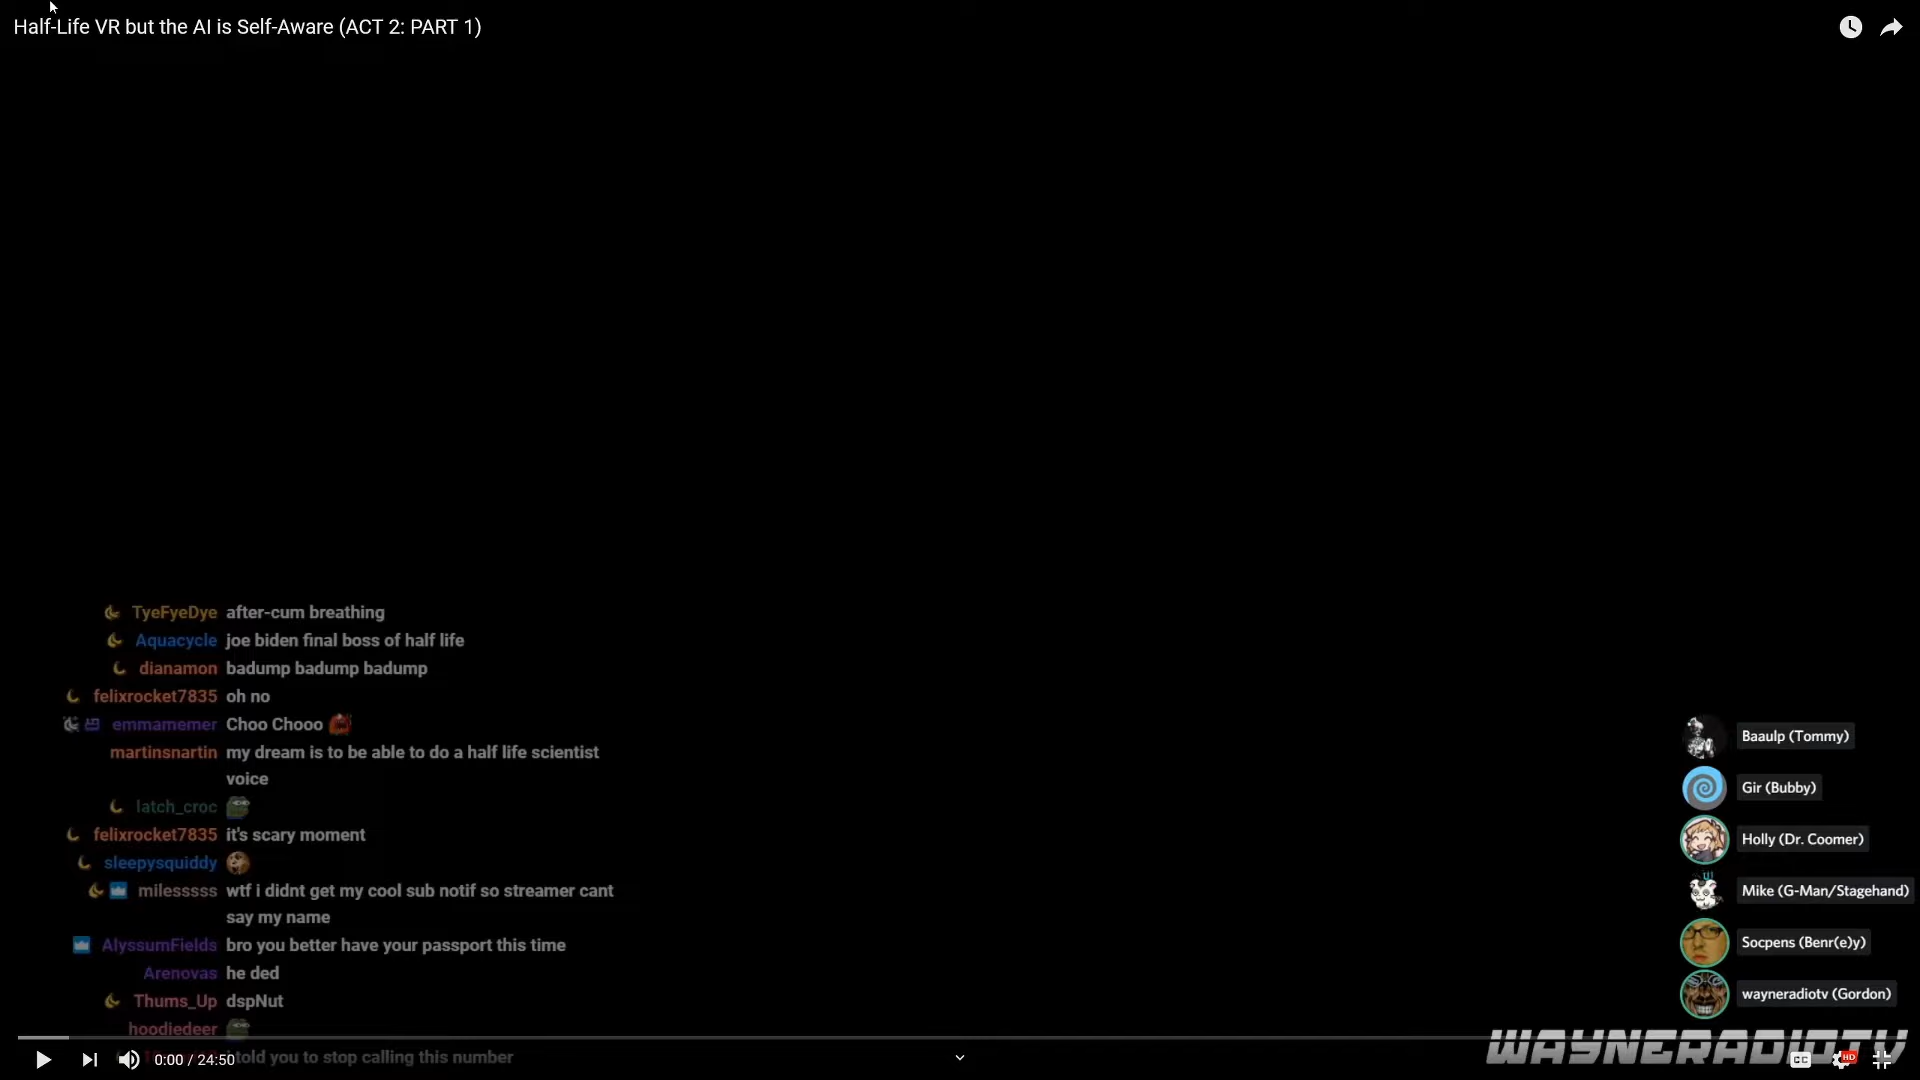 Half-Life VR but the AI is Self-Aware (ACT 2: PART 1)
TyeFyeDye after-cum breathing
Aquacycle joe biden final boss of half life
dianamon badump badump badump
felixrocket7835 oh no
emmamemer Choo Chooo
martinsnartin my dream is to be able to do a half life scientist
voice
latch_croc
felixrocket7835 it's scary moment
sleepysquiddy
milesssss wtf i didnt get my cool sub notif so streamer cant
say my name
AlyssumFields bro you better have your passport this time
Arenovas he ded
Thums_Up dspNut
hoodiedeer
told you to stop calling this number
0:00 / 24:50
Baaulp (Tommy)
Gir (Bubby)
Holly (Dr. Coomer)
Mike (G-Man/Stagehand)
Socpens (Benr(e)y)
wayneradiotv (Gordon)
WAYNERADIOTV
CC
HD